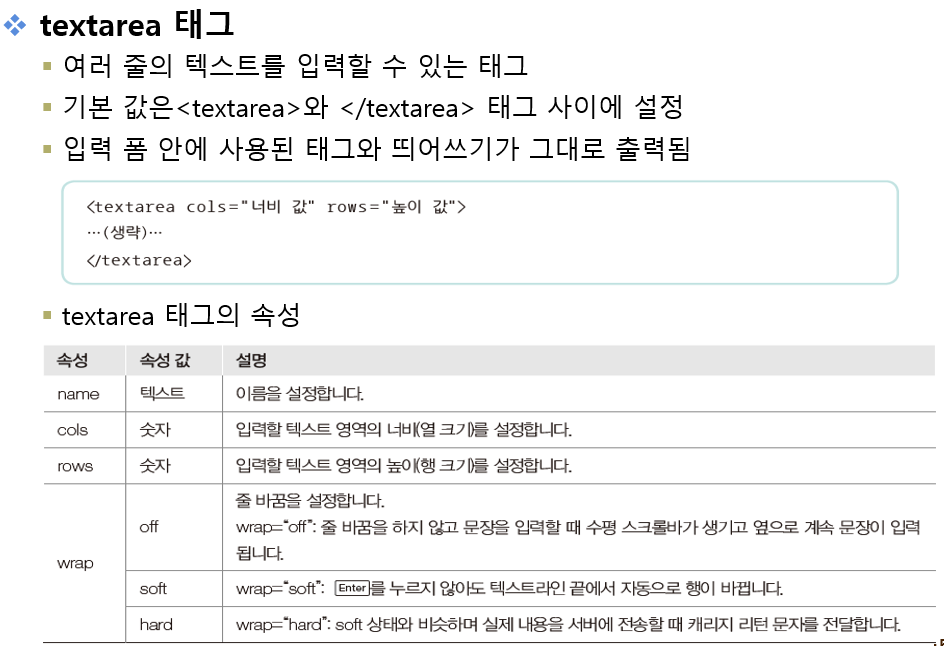 textarea 태그
여러 줄의 텍스트를 입력할 수 있는 태그
기본 값은<textarea>와 </textarea> 태그 사이에 설정
입력 폼 안에 사용된 태그와 띄어쓰기가 그대로 출력됨
<textarea cols="너비 값" rows="높이 값">
…(생략)…
</textarea>
textarea 태그의 속성
속성 속성 값 설명
name 텍스트 이름을 설정합니다.
cols 숫자 입력할 텍스트 영역의 너비(열 크기)를 설정합니다.
rows 숫자 입력할 텍스트 영역의 높이(행 크기)를 설정합니다.
줄 바꿈을 설정합니다.
wrap off wrap=“off”: 줄 바꿈을 하지 않고 문장을 입력할 때 수평 스크롤바가 생기고 옆으로 계속 문장이 입력
됩니다.
soft wrap=“soft”: Enter를 누르지 않아도 텍스트라인 끝에서 자동으로 행이 바뀝니다.
hard wrap=“hard”: soft 상태와 비슷하며 실제 내용을 서버에 전송할 때 캐리지 리턴 문자를 전달합니다.